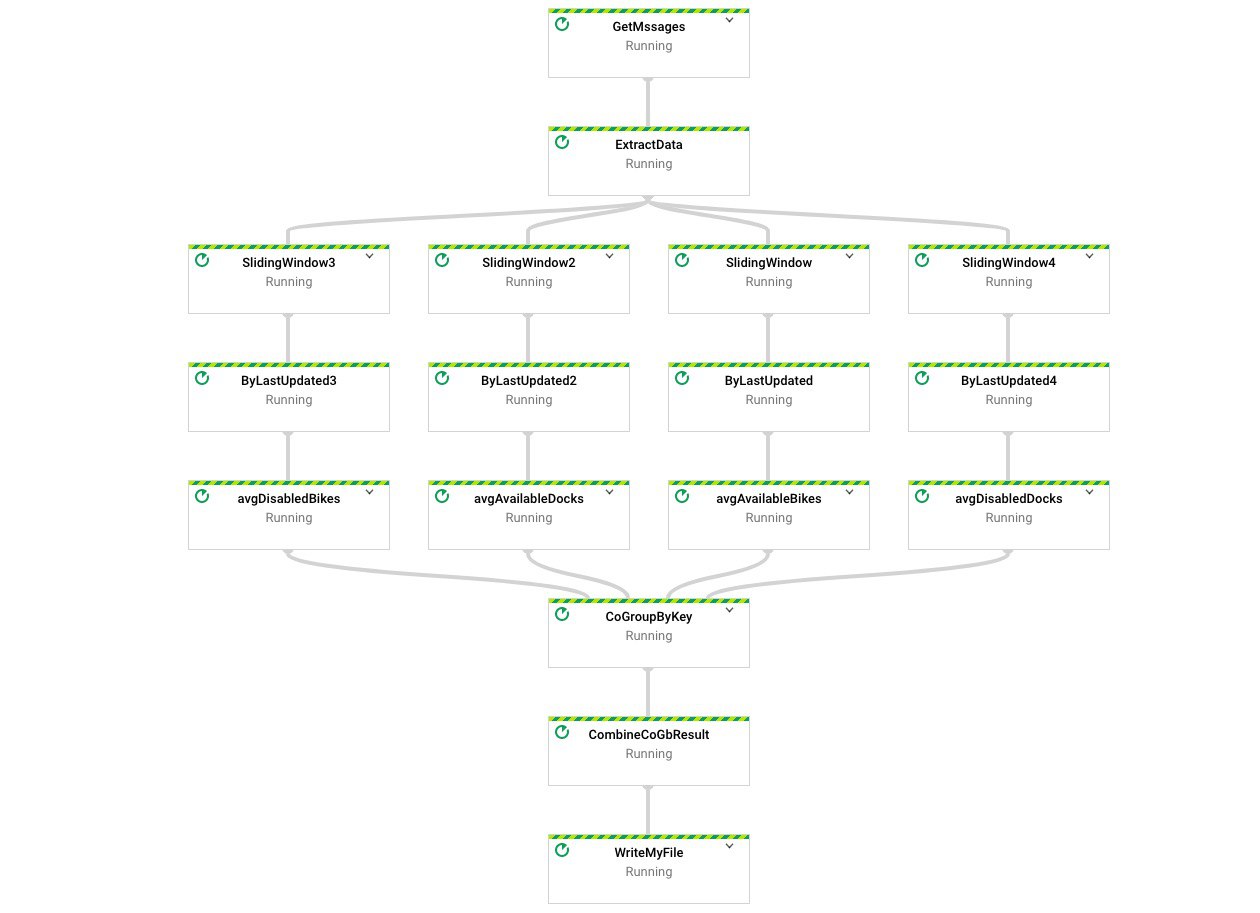 GetMssages
Running
ExtractData
Running
SlidingWindow3
Running
SlidingWindow2
Running
SlidingWindow
Running
SlidingWindow4
Running
ByLastUpdated3
Running
ByLastUpdated2
Running
ByLastUpdated
Running
ByLastUpdated4
Running
avgDisabledBikes
Running
avgAvailableDocks
Running
avgAvailableBikes
Running
avgDisabledDocks
Running
CoGroupByKey
Running
CombineCoGbResult
Running
WriteMyFile
Running